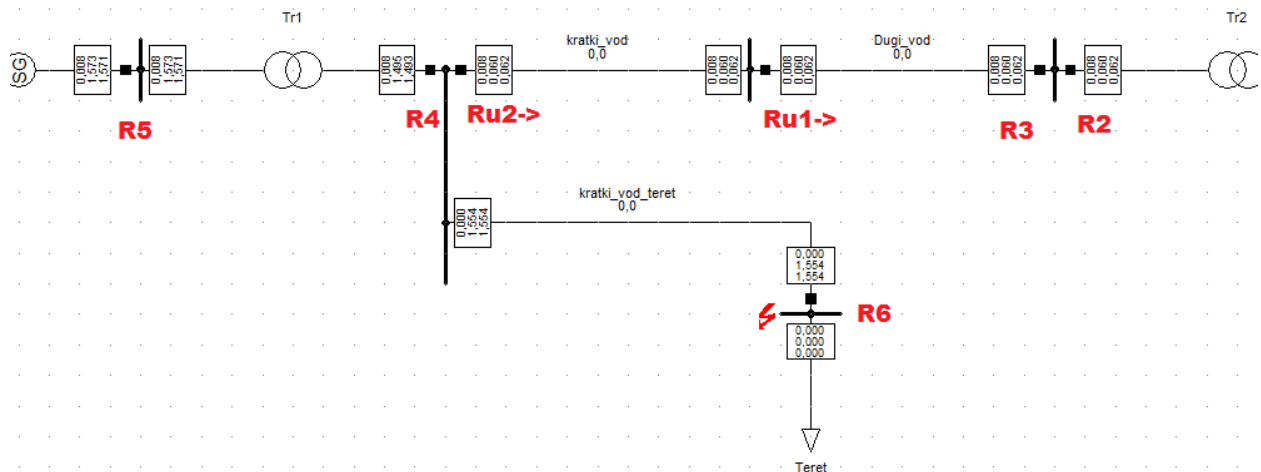 Tr1
Tr2
SG
0,008
1,573
1,571
0,008
1,573
1,571
0,008
1,495
1,493
0,008
0,060
0,062
kratki_vod
0,0
0,008
0,060
0,062
0,008
0,060
0,062
Dugi_vod
0,0
0,008
0,060
0,062
0,008
0,060
0,062
R5
R4
Ru2->
Ru1->
R3
R2
0,000
1,554
1,554
kratki_vod_teret
0,0
0,000
1,554
1,554
R6
0,000
0,000
0,000
Teret